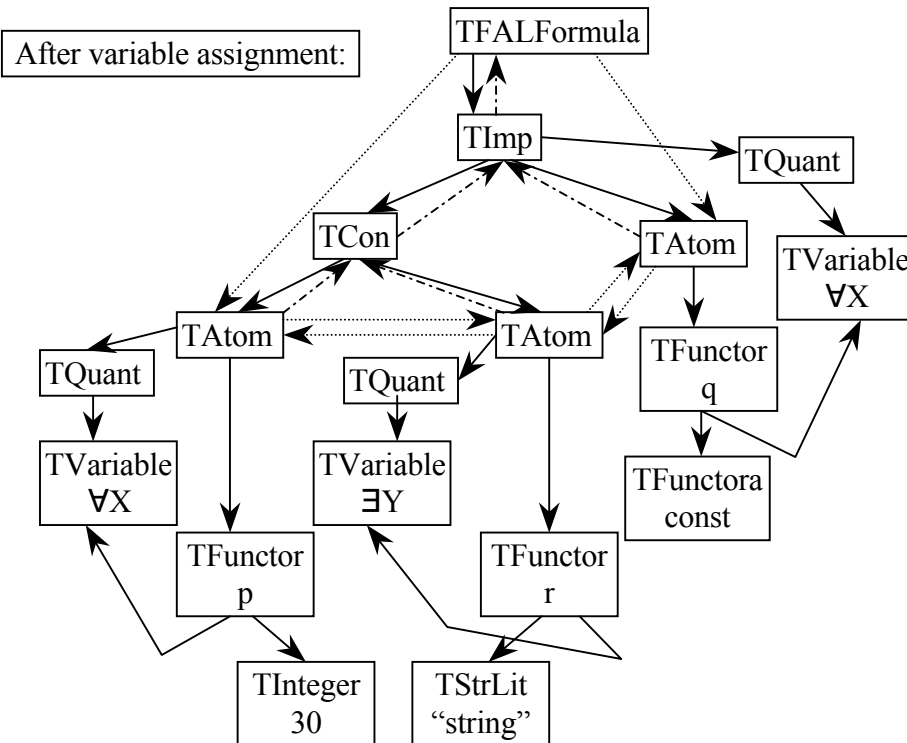 TFALFormula
After variable assignment:
TImp
TQuant
TCon
TAtom
TVariable
∀X
TAtom
TAtom
TFunctor
q
TQuant
TQuant
TVariable
∀X
TVariable
∃Y
TFunctora
const
TFunctor
p
TFunctor
r
TInteger
30
TStrLit
“string”